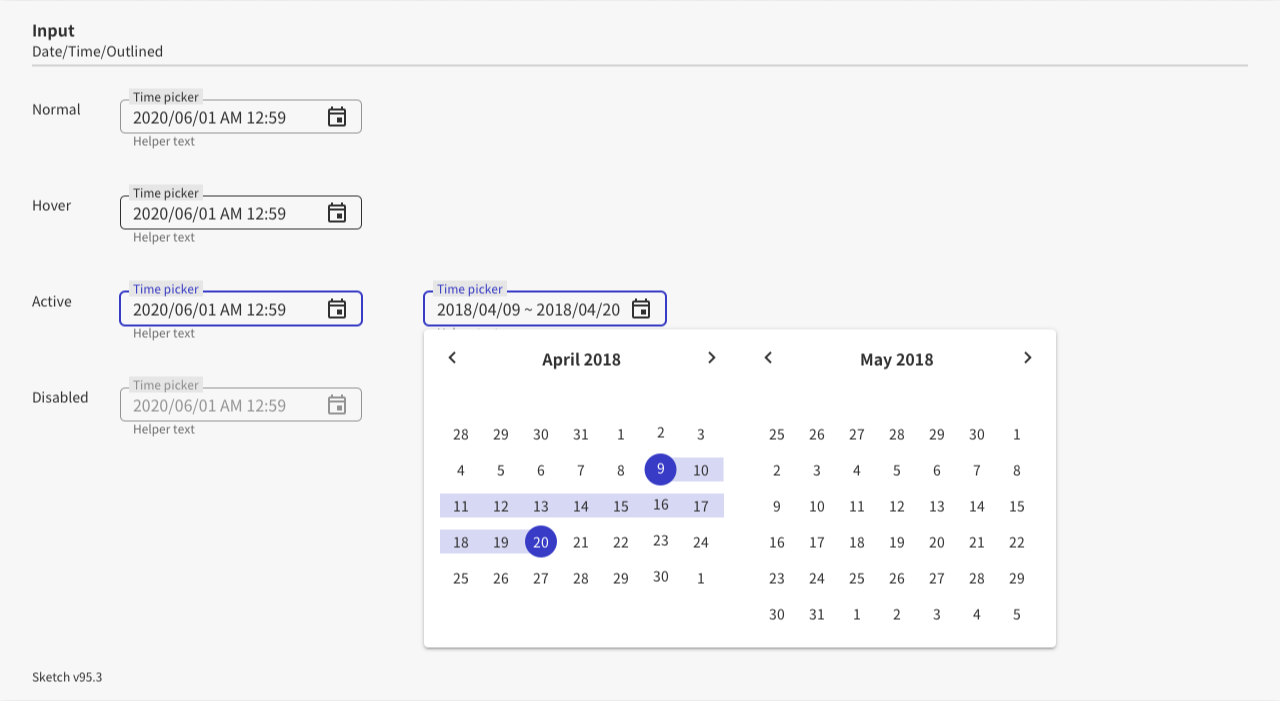 Input
Date/Time/Outlined
Normal
Time picker
2020/06/01 AM 12:59
Helper text
Hover
Time picker
2020/06/01 AM 12:59
Helper text
Active
Time picker
2020/06/01 AM 12:59
Helper text
Time picker
2018/04/09 ~ 2018/04/20
April 2018
28 29 30 31 1 2 3
4 5 6 7 8 9 10
11 12 13 14 15 16 17
18 19 20 21 22 23 24
25 26 27 28 29 30 1
May 2018
25 26 27 28 29 30 1
2 3 4 5 6 7 8
9 10 11 12 13 14 15
16 17 18 19 20 21 22
23 24 25 26 27 28 29
30 31 1 2 3 4 5
Disabled
Time picker
2020/06/01 AM 12:59
Helper text
Sketch v95.3